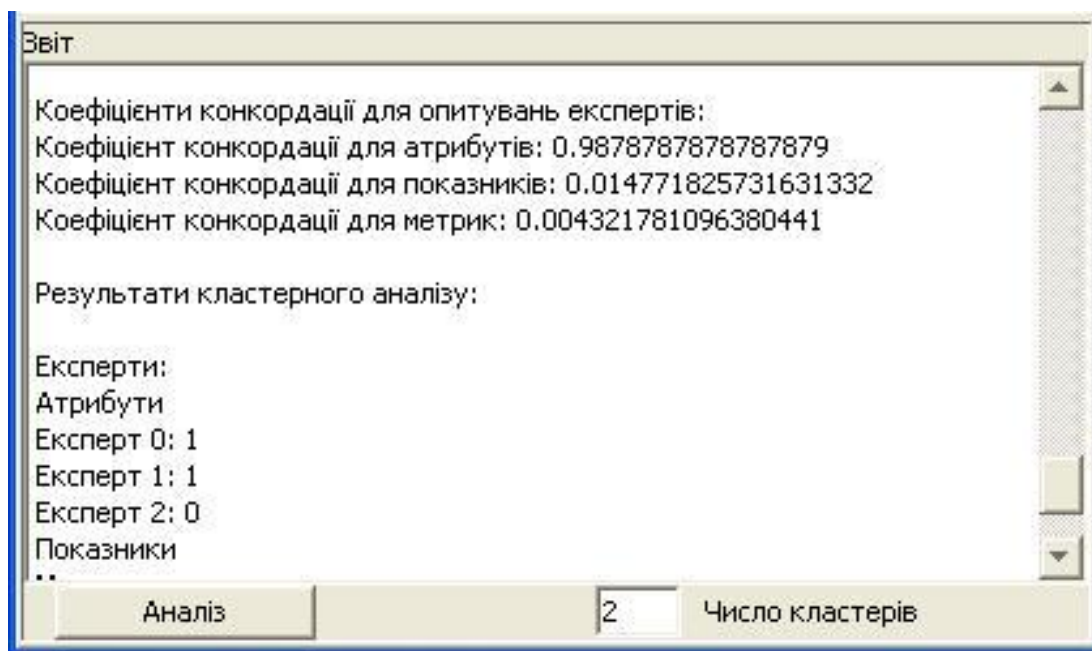 Звіт
Коефіцієнти конкордації для опитувань експертів:
Коефіцієнт конкордації для атрибутів: 0.9878787878787879
Коефіцієнт конкордації для показників: 0.014771825731631332
Коефіцієнт конкордації для метрик: 0.004321781096380441
Результати кластерного аналізу:
Експерти:
Атрибути
Експерт 0: 1
Експерт 1: 1
Експерт 2: 0
Показники
Аналіз 2 Число кластерів